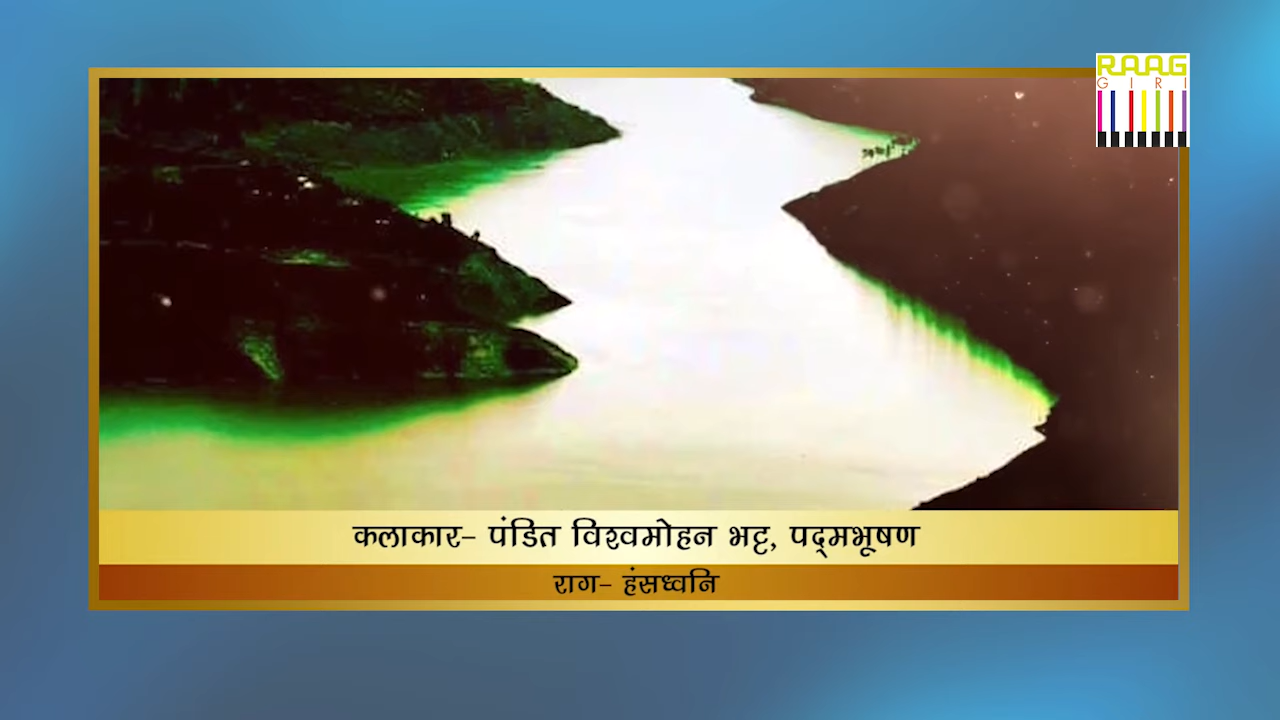 RAAG
GIRI
कलाकार- पंडित विश्वमोहन भट्ट, पद्मभूषण
राग- हंसध्वनि